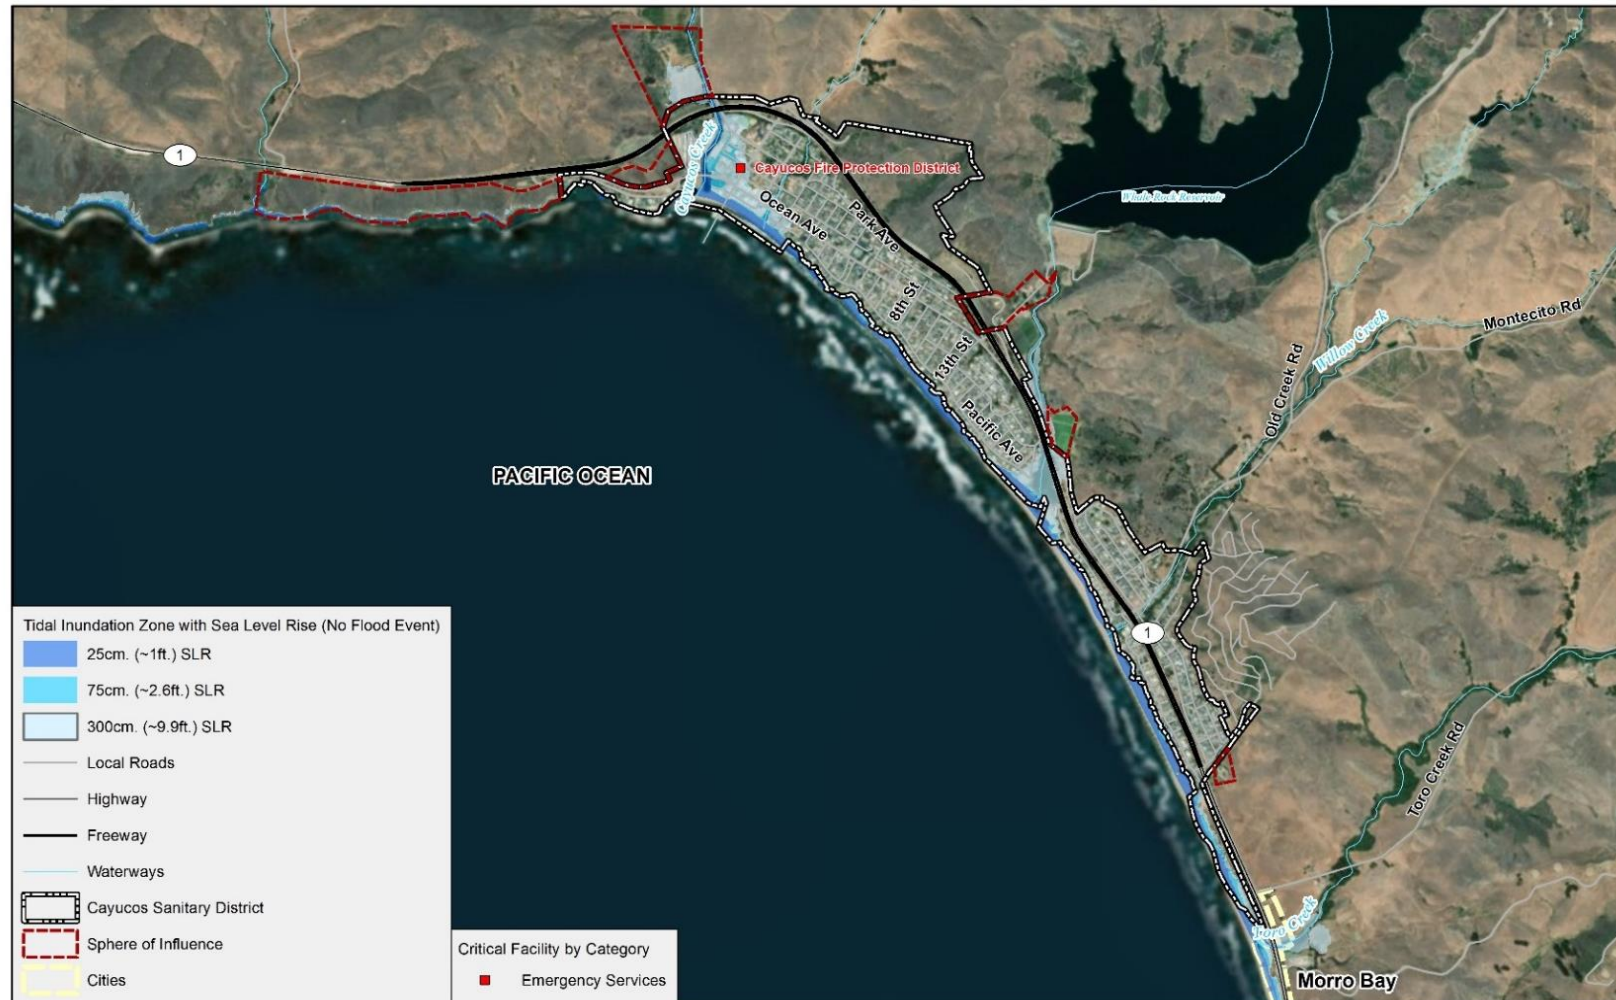 1
Cayucos Creek
Cayucos Fire Protection District
Whale Rock Reservoir
Ocean Ave
Park Ave
8th St
13th St
Pacific Ave
Montecito Rd
Willow Creek
Old Creek Rd
PACIFIC OCEAN
1
Toro Creek Rd
Toro Creek
Morro Bay
Tidal Inundation Zone with Sea Level Rise (No Flood Event)
25cm. (~1ft.) SLR
75cm. (~2.6ft.) SLR
300cm. (~9.9ft.) SLR
Local Roads
Highway
Freeway
Waterways
Cayucos Sanitary District
Sphere of Influence
Cities
Critical Facility by Category
Emergency Services